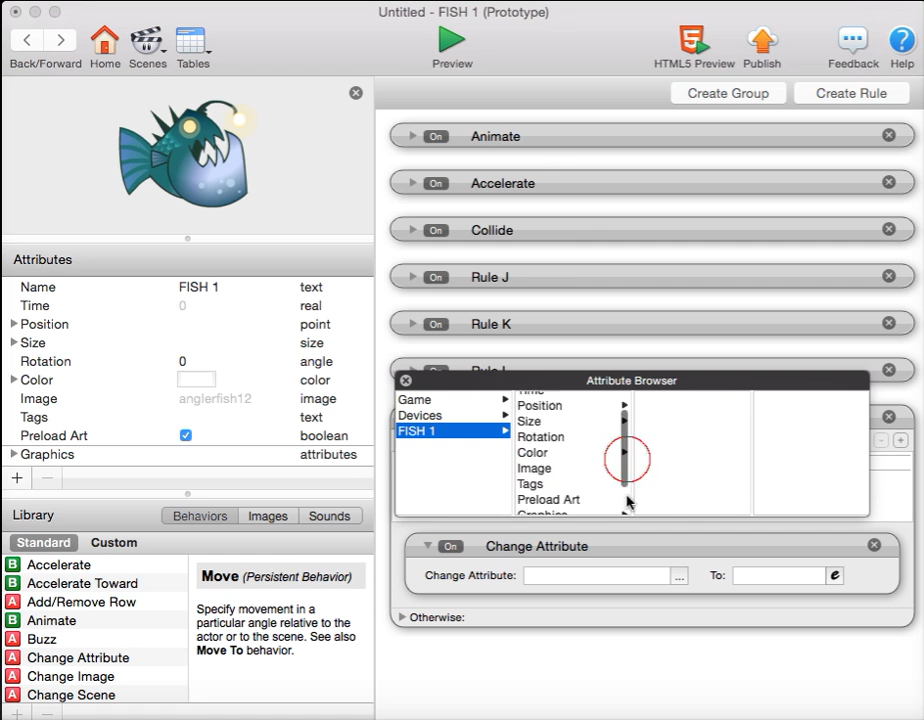 Untitled - FISH 1 (Prototype)
Back/Forward Home Scenes Tables Preview HTML5 Preview Publish Feedback Help
Create Group Create Rule
On Animate
On Accelerate
On Collide
On Rule J
On Rule K
Attributes
Name FISH 1 text
Time 0 real
Position point
Size size
Rotation 0 angle
Color color
Image anglerfish12 image
Tags text
Preload Art boolean
Graphics attributes
Attribute Browser
Game
Devices
FISH 1
Time
Position
Size
Rotation
Color
Image
Tags
Preload Art
Graphics
On Change Attribute
Change Attribute: ... To: e
Otherwise:
Library Behaviors Images Sounds
Standard Custom
B Accelerate
B Accelerate Toward
A Add/Remove Row
B Animate
A Buzz
A Change Attribute
A Change Image
A Change Scene
Move (Persistent Behavior)
Specify movement in a
particular angle relative to the
actor or to the scene. See also
Move To behavior.